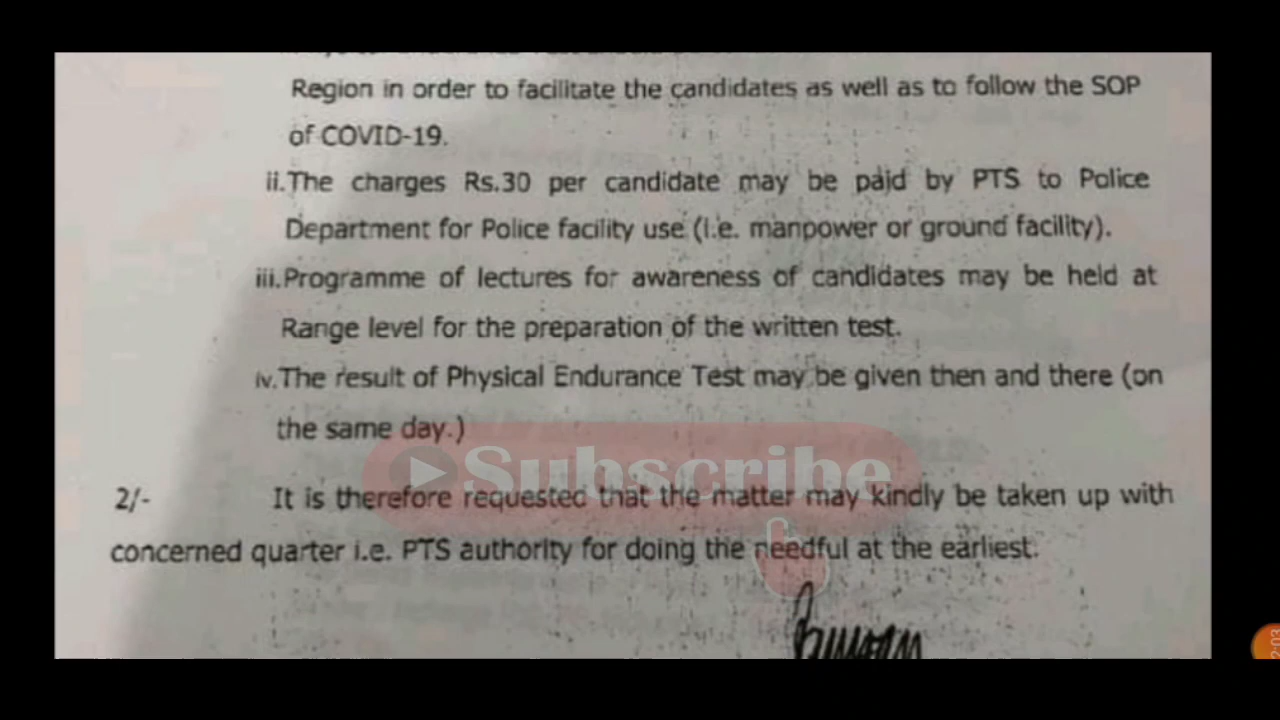 Region in order to facilitate the candidates as well as to follow the SOP
of COVID-19.
ii.The charges Rs.30 per candidate may be paid by PTS to Police
Department for Police facility use (i.e. manpower or ground facility).
iii.Programme of lectures for awareness of candidates may be held at
Range level for the preparation of the written test.
iv.The result of Physical Endurance Test may be given then and there (on
the same day.)
Subscribe
2/- It is therefore requested that the matter may kindly be taken up with
concerned quarter i.e. PTS authority for doing the needful at the earliest.
2:03